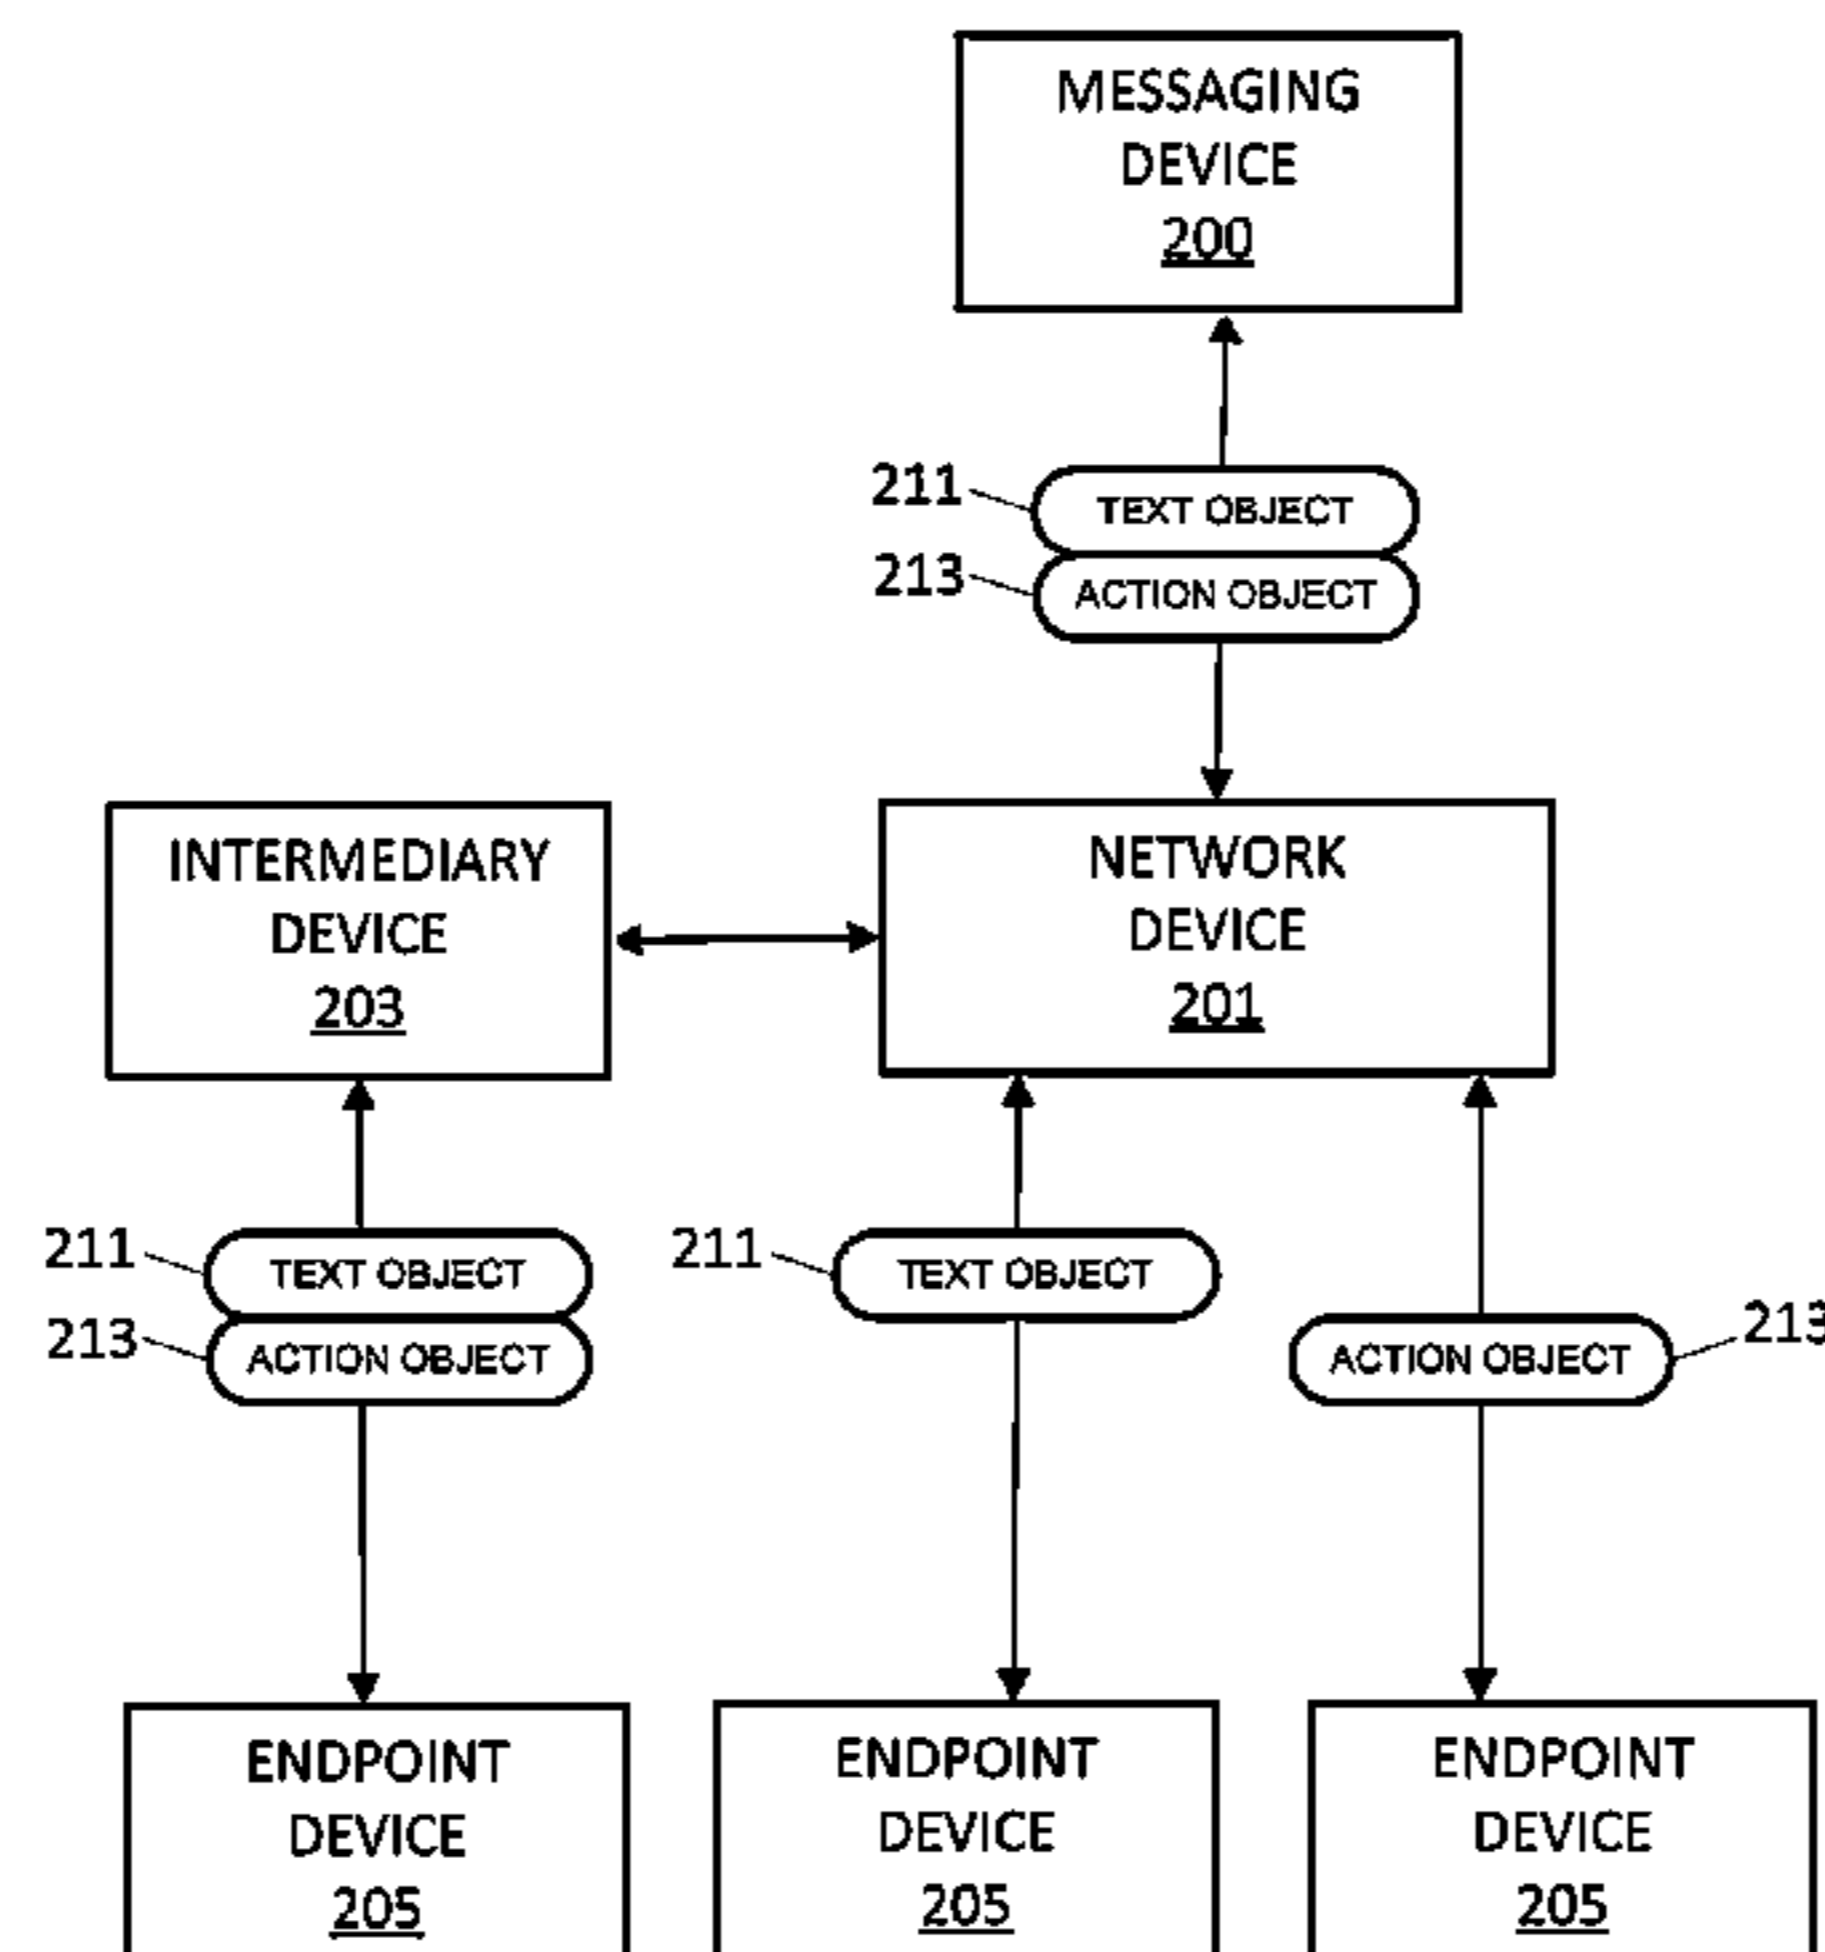 MESSAGING
DEVICE
200
211
TEXT OBJECT
213
ACTION OBJECT
INTERMEDIARY
DEVICE
203
NETWORK
DEVICE
201
211
TEXT OBJECT
213
ACTION OBJECT
211
TEXT OBJECT
ACTION OBJECT
213
ENDPOINT
DEVICE
205
ENDPOINT
DEVICE
205
ENDPOINT
DEVICE
205